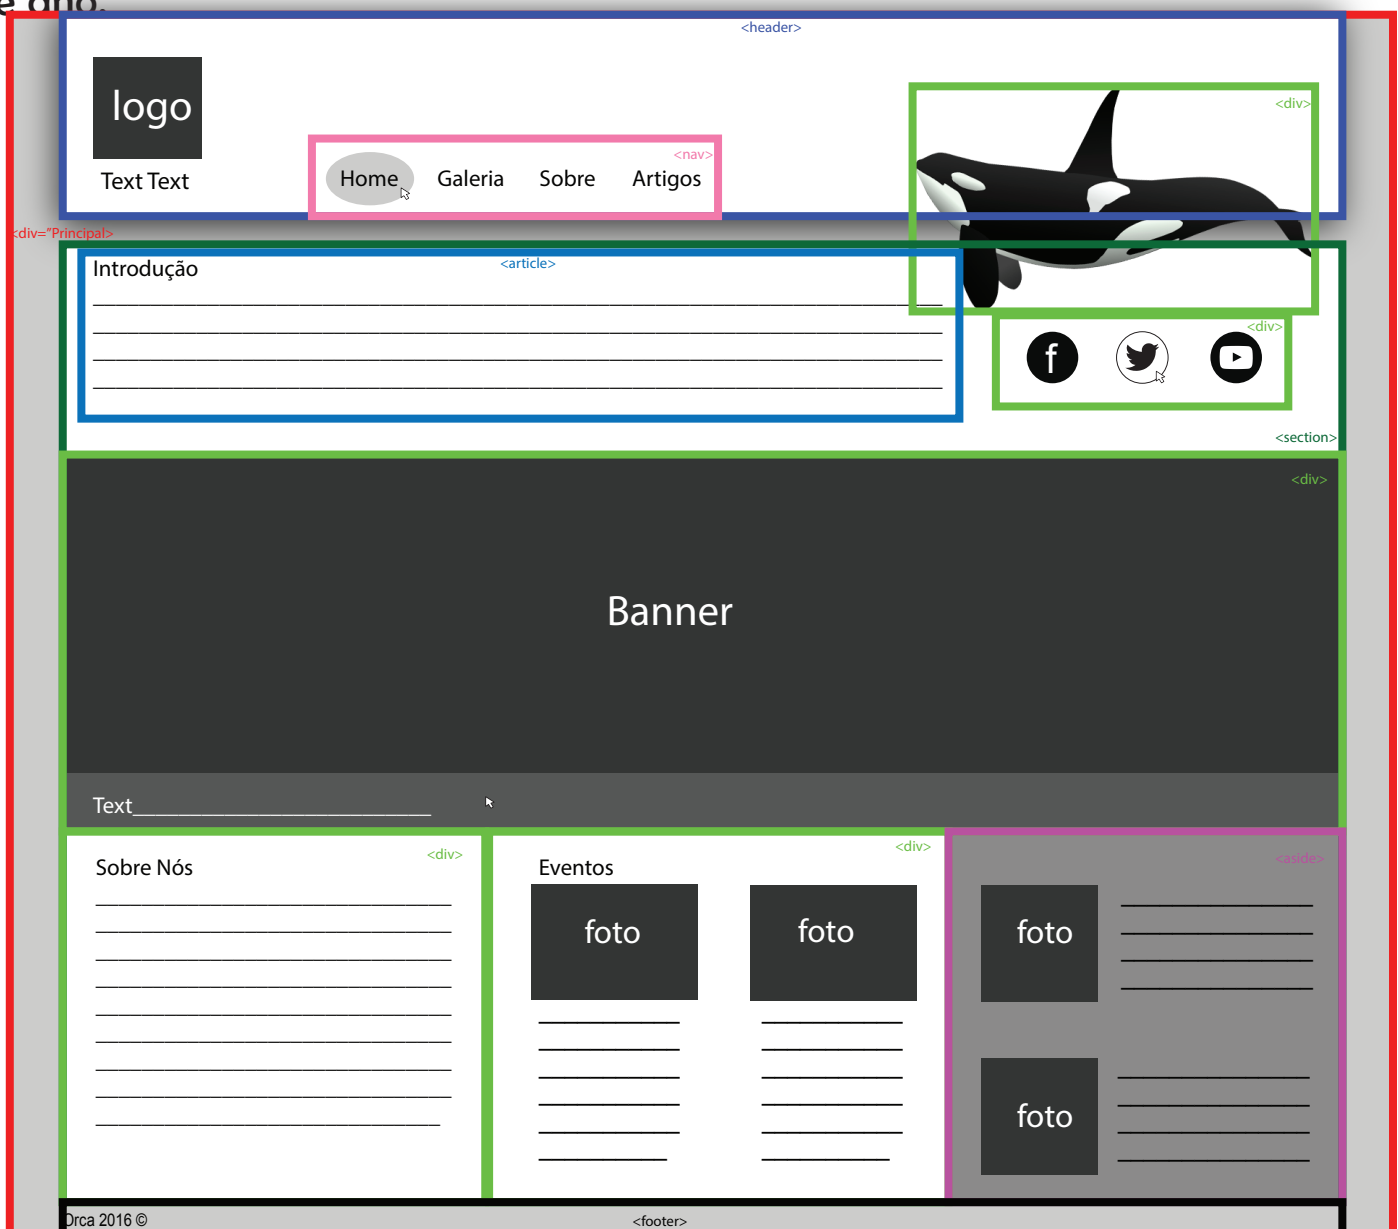 e ano.
<header>
logo
<div>
<nav>
Text Text
Home Galeria Sobre Artigos
<div="Principal>
Introdução
<article>
<div>
f
<section>
<div>
Banner
Text
Sobre Nós
<div>
Eventos
<div>
<aside>
foto
foto
foto
foto
Orca 2016 ©
<footer>